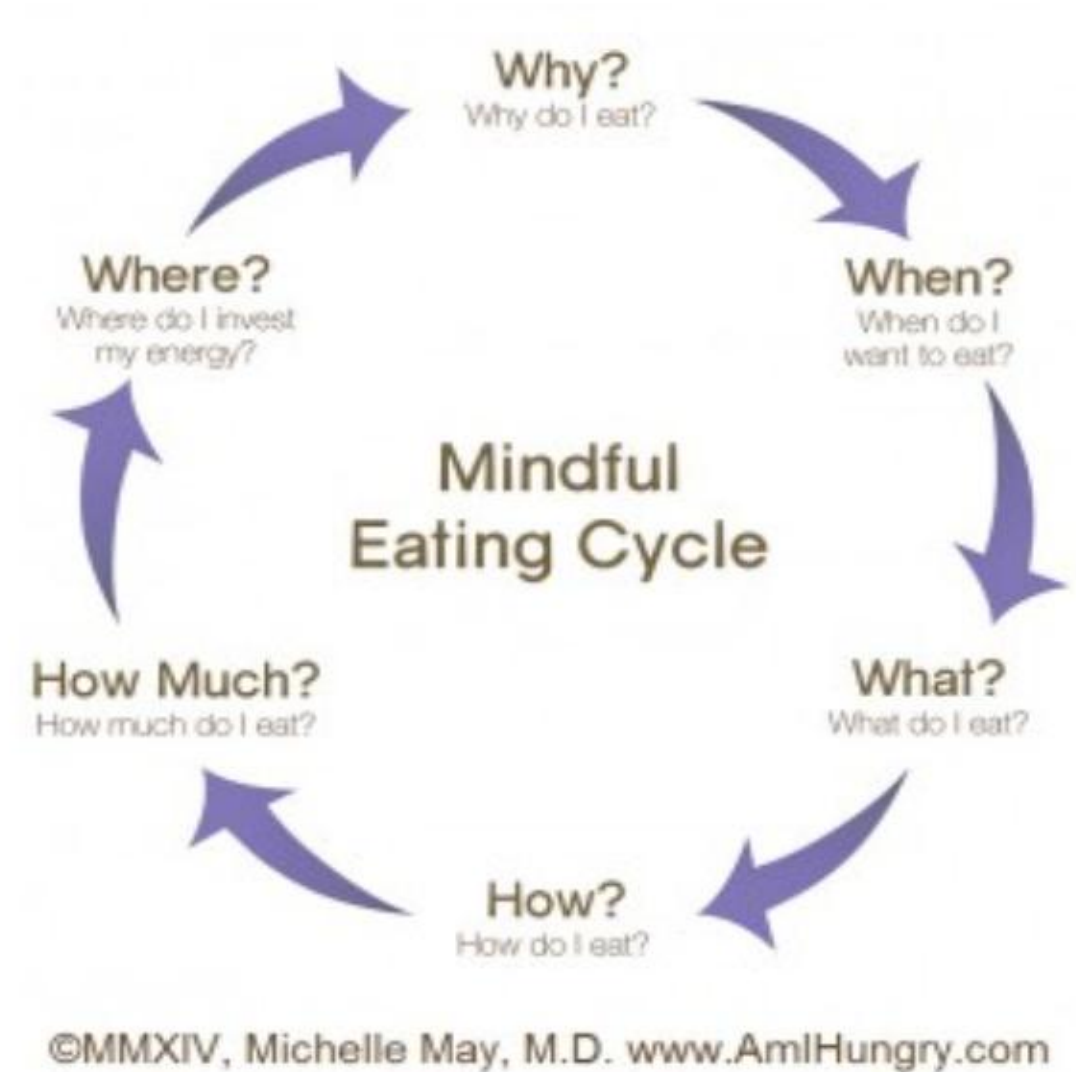 Why?
Why do I eat?
When?
When do I
want to eat?
What?
What do I eat?
How?
How do I eat?
How Much?
How much do I eat?
Where?
Where do I invest
my energy?
Mindful
Eating Cycle
©MMXIV, Michelle May, M.D. www.AmIHungry.com